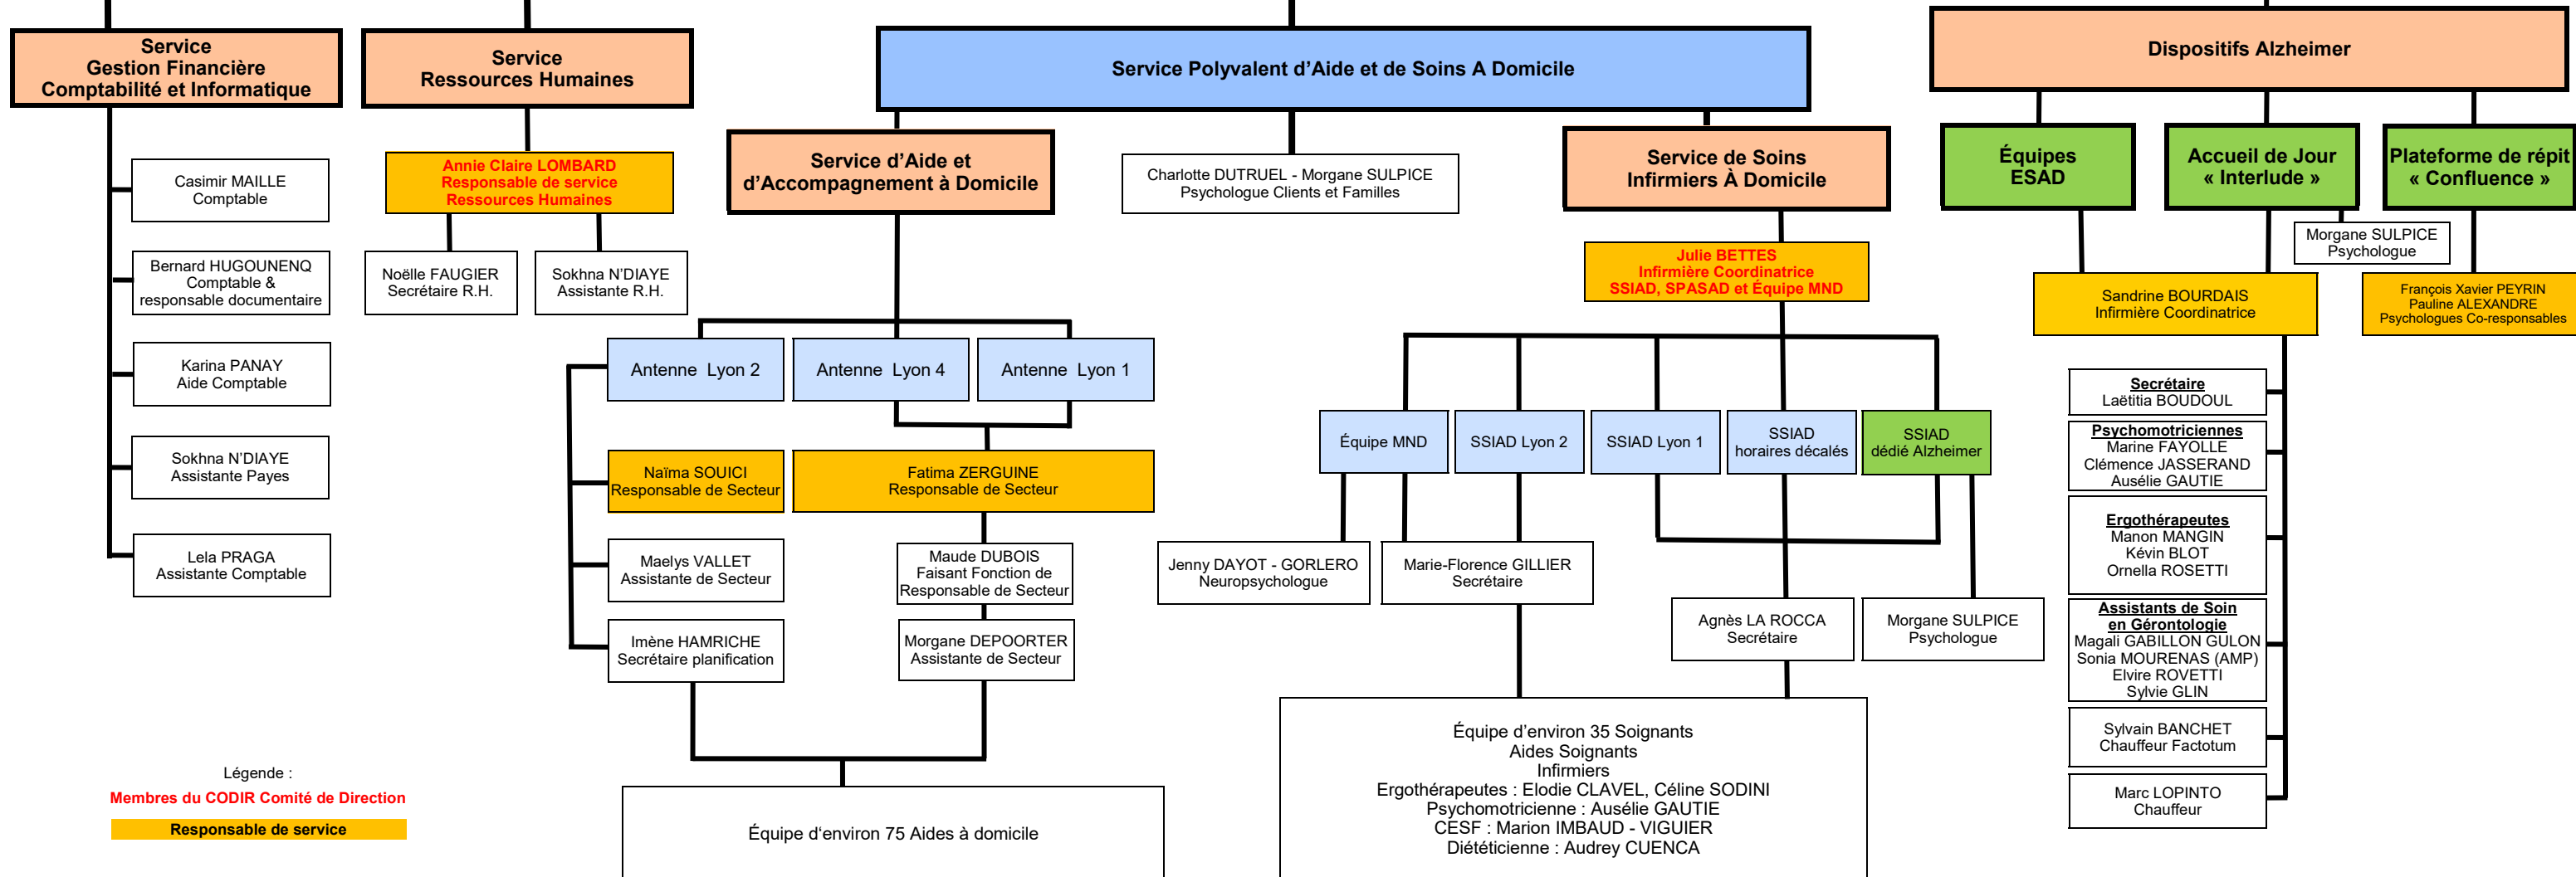 Service
Gestion Financière
Comptabilité et Informatique
Casimir MAILLE
Comptable
Bernard HUGOUNENQ
Comptable &
responsable documentaire
Karina PANAY
Aide Comptable
Sokhna N’DIAYE
Assistante Payes
Lela PRAGA
Assistante Comptable
Service
Ressources Humaines
Annie Claire LOMBARD
Responsable de service
Ressources Humaines
Noëlle FAUGIER
Secrétaire R.H.
Sokhna N’DIAYE
Assistante R.H.
Service Polyvalent d’Aide et de Soins A Domicile
Service d’Aide et
d’Accompagnement à Domicile
Antenne Lyon 2
Antenne Lyon 4
Antenne Lyon 1
Naïma SOUICI
Responsable de Secteur
Fatima ZERGUINE
Responsable de Secteur
Maelys VALLET
Assistante de Secteur
Maude DUBOIS
Faisant Fonction de
Responsable de Secteur
Imène HAMRICHE
Secrétaire planification
Morgane DEPOORTER
Assistante de Secteur
Équipe d‘environ 75 Aides à domicile
Charlotte DUTRUEL - Morgane SULPICE
Psychologue Clients et Familles
Service de Soins
Infirmiers À Domicile
Julie BETTES
Infirmière Coordinatrice
SSIAD, SPASAD et Équipe MND
Équipe MND
SSIAD Lyon 2
SSIAD Lyon 1
SSIAD
horaires décalés
SSIAD
dédié Alzheimer
Jenny DAYOT - GORLERO
Neuropsychologue
Marie-Florence GILLIER
Secrétaire
Agnès LA ROCCA
Secrétaire
Morgane SULPICE
Psychologue
Équipe d’environ 35 Soignants
Aides Soignants
Infirmiers
Ergothérapeutes : Elodie CLAVEL, Céline SODINI
Psychomotricienne : Ausélie GAUTIE
CESF : Marion IMBAUD - VIGUIER
Diététicienne : Audrey CUENCA
Dispositifs Alzheimer
Équipes
ESAD
Accueil de Jour
« Interlude »
Plateforme de répit
« Confluence »
Morgane SULPICE
Psychologue
Sandrine BOURDAIS
Infirmière Coordinatrice
François Xavier PEYRIN
Pauline ALEXANDRE
Psychologues Co-responsables
Secrétaire
Laëtitia BOUDOUL
Psychomotriciennes
Marine FAYOLLE
Clémence JASSERAND
Ausélie GAUTIE
Ergothérapeutes
Manon MANGIN
Kévin BLOT
Ornella ROSETTI
Assistants de Soin
en Gérontologie
Magali GABILLON GULON
Sonia MOURENAS (AMP)
Elvire ROVETTI
Sylvie GLIN
Sylvain BANCHET
Chauffeur Factotum
Marc LOPINTO
Chauffeur
Légende :
Membres du CODIR Comité de Direction
Responsable de service